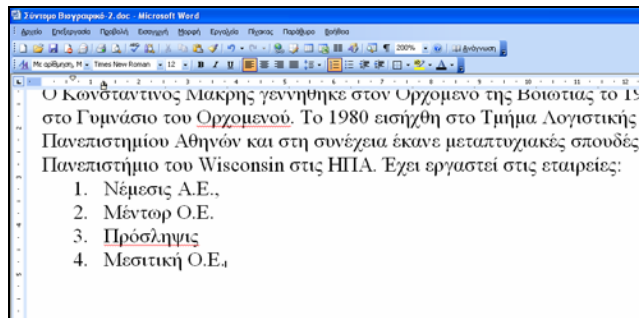 Σύντομο Βιογραφικό-2.doc - Microsoft Word
Αρχείο Επεξεργασία Προβολή Εισαγωγή Μορφή Εργαλεία Πίνακας Παράθυρο Βοήθεια
200% Ανάγνωση
Με αρίθμηση, Μ Times New Roman 12 B I U
Ο Κωνσταντίνος Μακρής γεννήθηκε στον Ορχομενό της Βοιωτίας το 19
στο Γυμνάσιο του Ορχομενού. Το 1980 εισήχθη στο Τμήμα Λογιστικής
Πανεπιστημίου Αθηνών και στη συνέχεια έκανε μεταπτυχιακές σπουδές
Πανεπιστήμιο του Wisconsin στις ΗΠΑ. Έχει εργαστεί στις εταιρείες:
1. Νέμεσις Α.Ε.,
2. Μέντωρ Ο.Ε.
3. Πρόσληψις
4. Μεσιτική Ο.Ε.